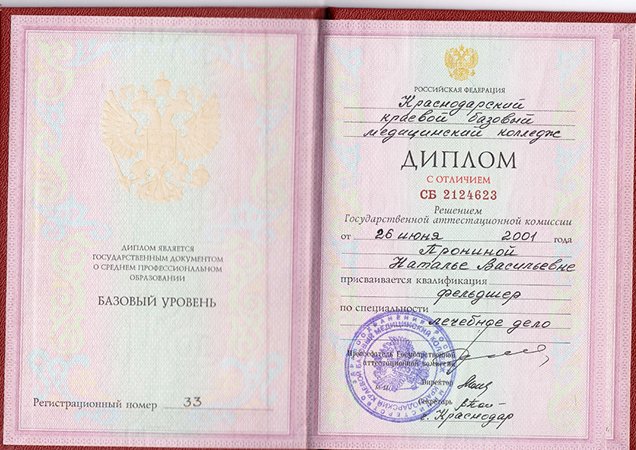 ДИПЛОМ ЯВЛЯЕТСЯ
ГОСУДАРСТВЕННЫМ ДОКУМЕНТОМ
О СРЕДНЕМ ПРОФЕССИОНАЛЬНОМ
ОБРАЗОВАНИИ
БАЗОВЫЙ УРОВЕНЬ
Регистрационный номер 33
РОССИЙСКАЯ ФЕДЕРАЦИЯ
Краснодарский
краевой базовый
медицинский колледж
ДИПЛОМ
С ОТЛИЧИЕМ
СБ 2124623
Решением
Государственной аттестационной комиссии
от 26 июня 2001 года
Прониной
Наталье Васильевне
присваивается квалификация
фельдшер
по специальности
лечебное дело
Председатель Государственной
аттестационной комиссии
Директор
Секретарь
г. Краснодар